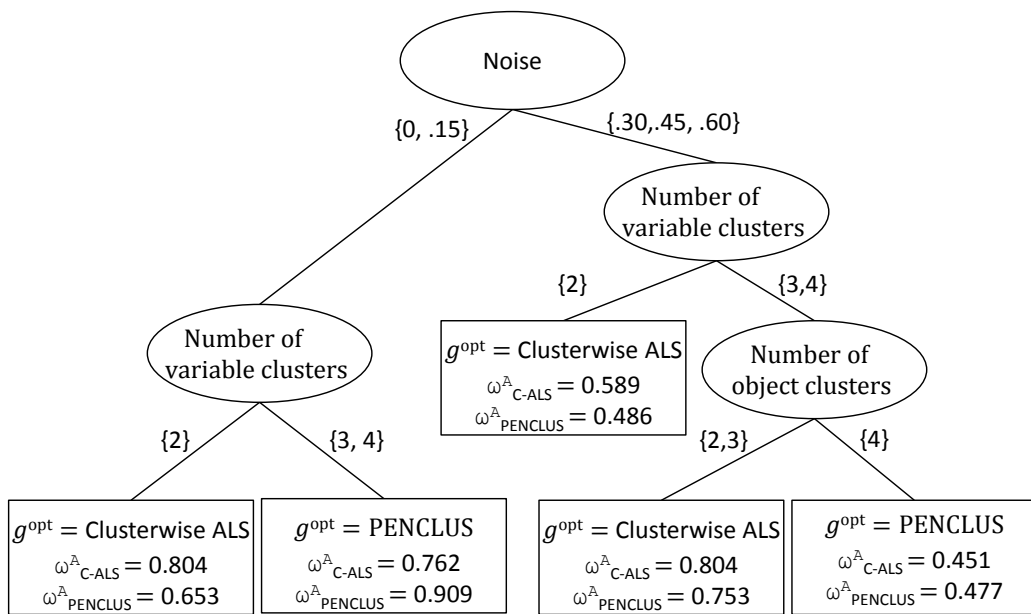 Noise
{0, .15}
{.30,.45, .60}
Number of
variable clusters
{2}
{3,4}
Number of
variable clusters
g^opt = Clusterwise ALS
ω^A_C-ALS = 0.589
ω^A_PENCLUS = 0.486
Number of
object clusters
{2}
{3, 4}
{2,3}
{4}
g^opt = Clusterwise ALS
ω^A_C-ALS = 0.804
ω^A_PENCLUS = 0.653
g^opt = PENCLUS
ω^A_C-ALS = 0.762
ω^A_PENCLUS = 0.909
g^opt = Clusterwise ALS
ω^A_C-ALS = 0.804
ω^A_PENCLUS = 0.753
g^opt = PENCLUS
ω^A_C-ALS = 0.451
ω^A_PENCLUS = 0.477